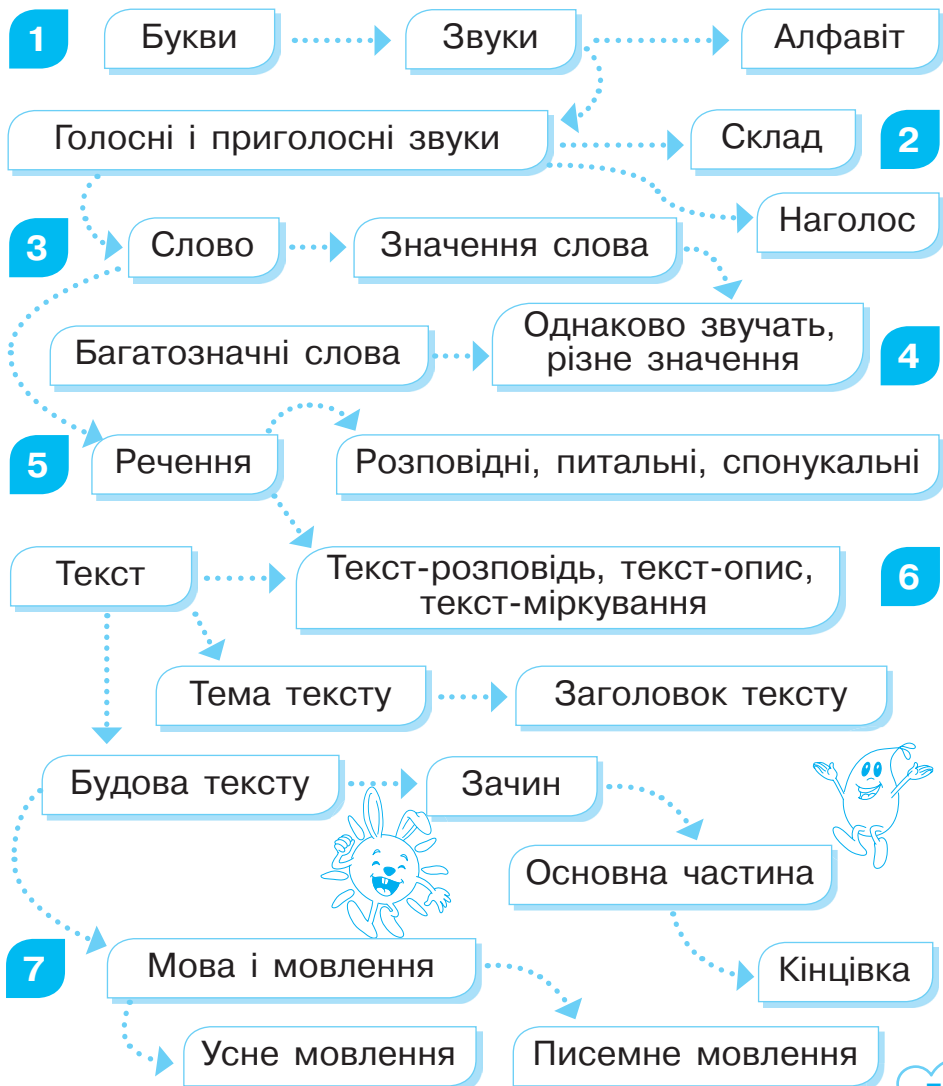 1
Букви
Звуки
Алфавіт
Голосні і приголосні звуки
Склад
2
Наголос
3
Слово
Значення слова
Багатозначні слова
Однаково звучать,
різне значення
4
5
Речення
Розповідні, питальні, спонукальні
Текст
Текст-розповідь, текст-опис,
текст-міркування
6
Тема тексту
Заголовок тексту
Будова тексту
Зачин
Основна частина
7
Мова і мовлення
Кінцівка
Усне мовлення
Писемне мовлення